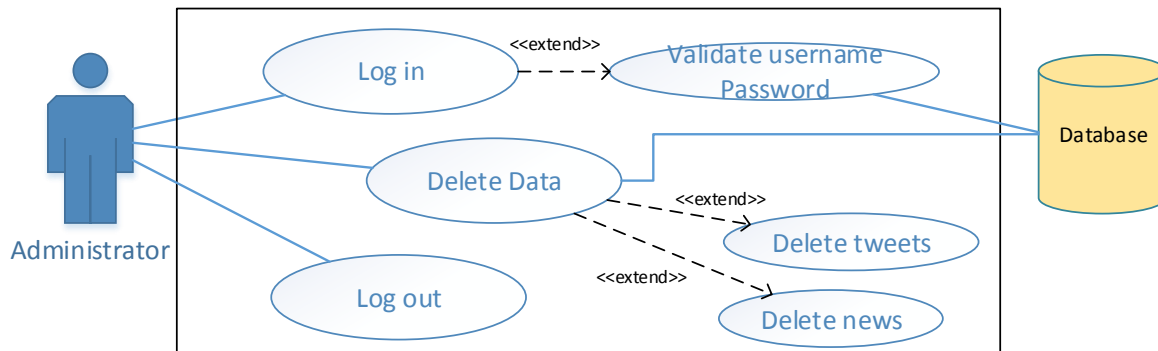 <<extend>>
Log in
Validate username
Password
Database
Delete Data
<<extend>>
Administrator
Delete tweets
<<extend>>
Log out
Delete news